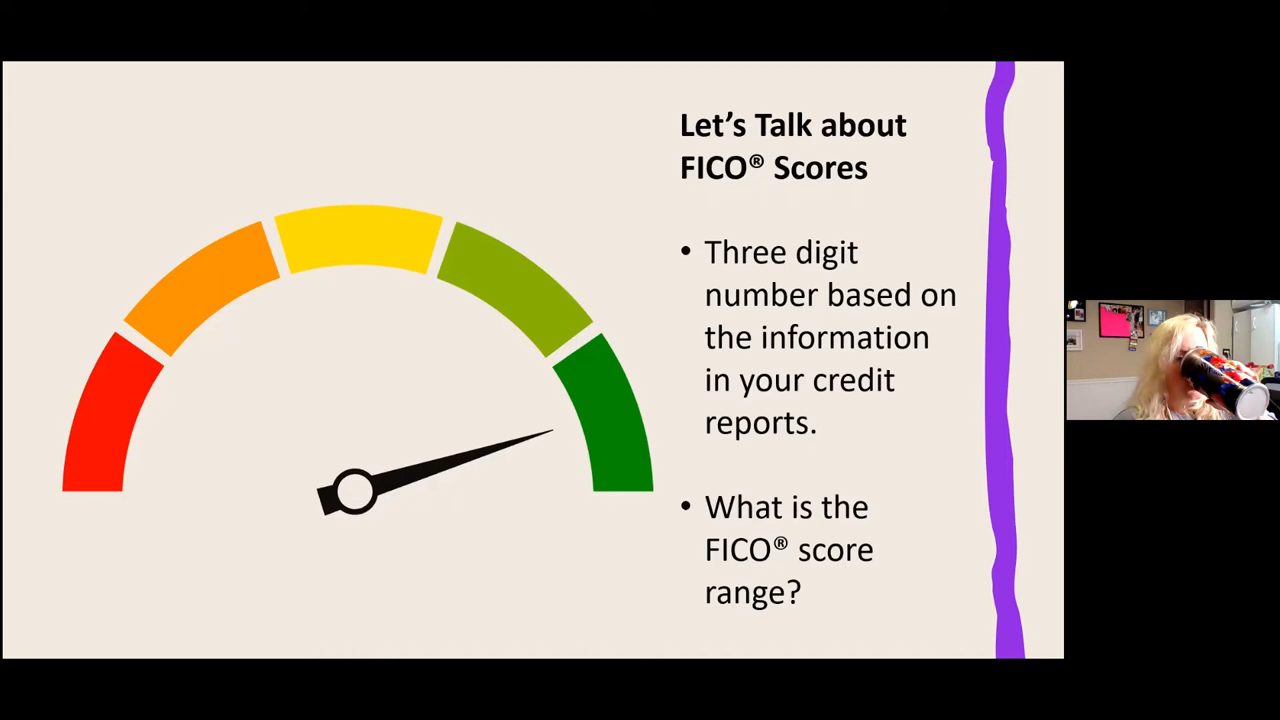 Let’s Talk about
FICO® Scores
• Three digit
number based on
the information
in your credit
reports.
• What is the
FICO® score
range?